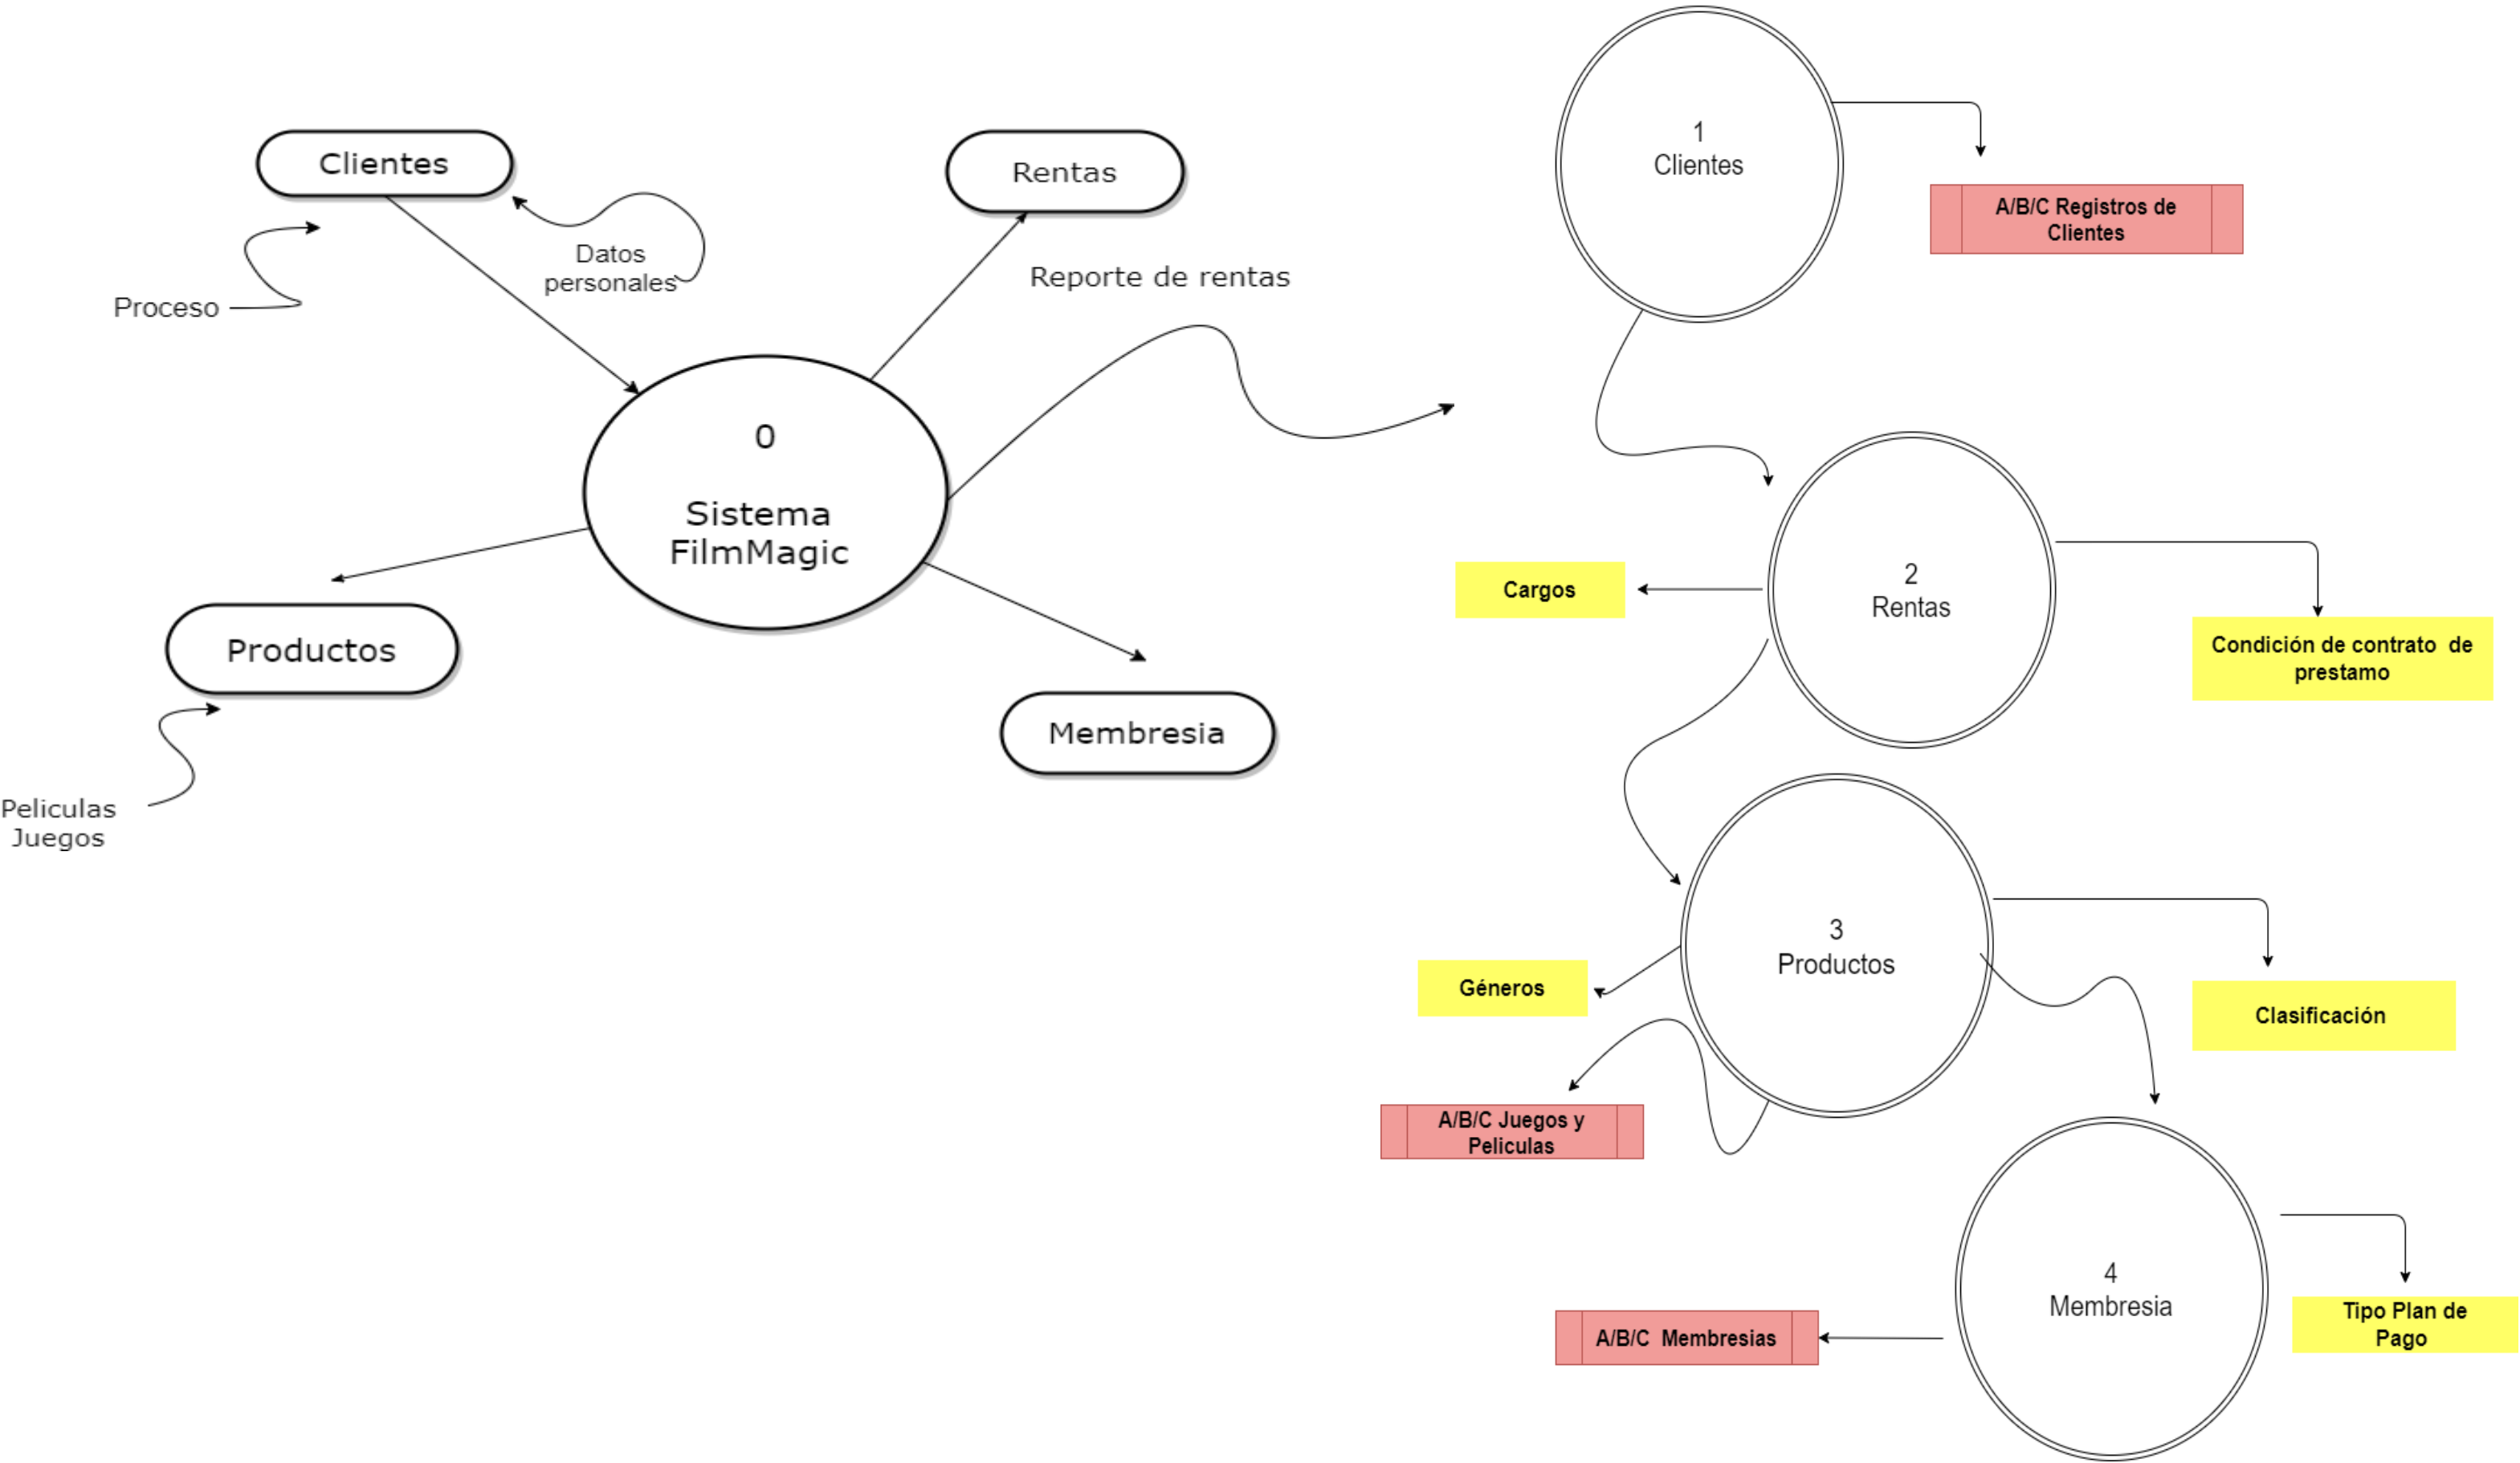 Clientes
Rentas
Datos
personales
Proceso
Reporte de rentas
0
Sistema
FilmMagic
Productos
Membresia
Peliculas
Juegos
1
Clientes
A/B/C Registros de
Clientes
2
Rentas
Cargos
Condición de contrato  de
prestamo
3
Productos
Géneros
Clasificación
A/B/C Juegos y
Peliculas
4
Membresia
A/B/C  Membresias
Tipo Plan de
Pago